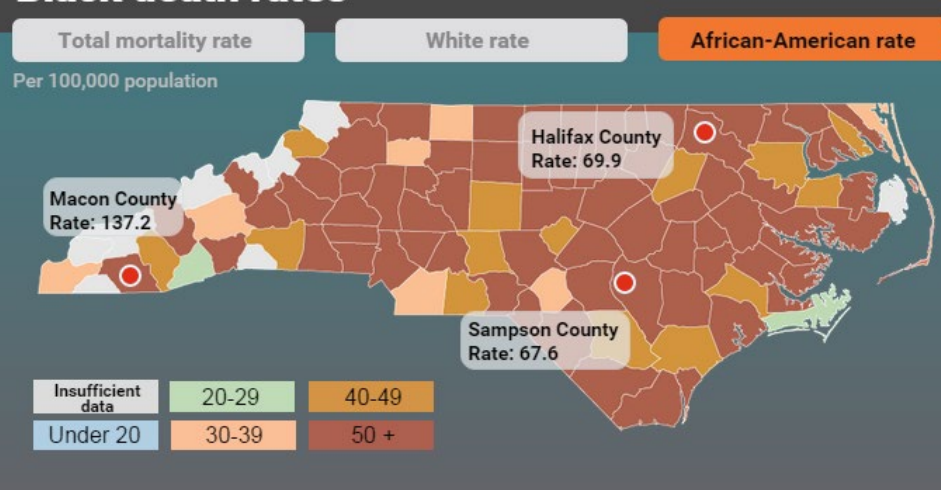 Total mortality rate
White rate
African-American rate
Per 100,000 population
Halifax County
Rate: 69.9
Macon County
Rate: 137.2
Sampson County
Rate: 67.6
Insufficient
data
20-29
40-49
Under 20
30-39
50 +